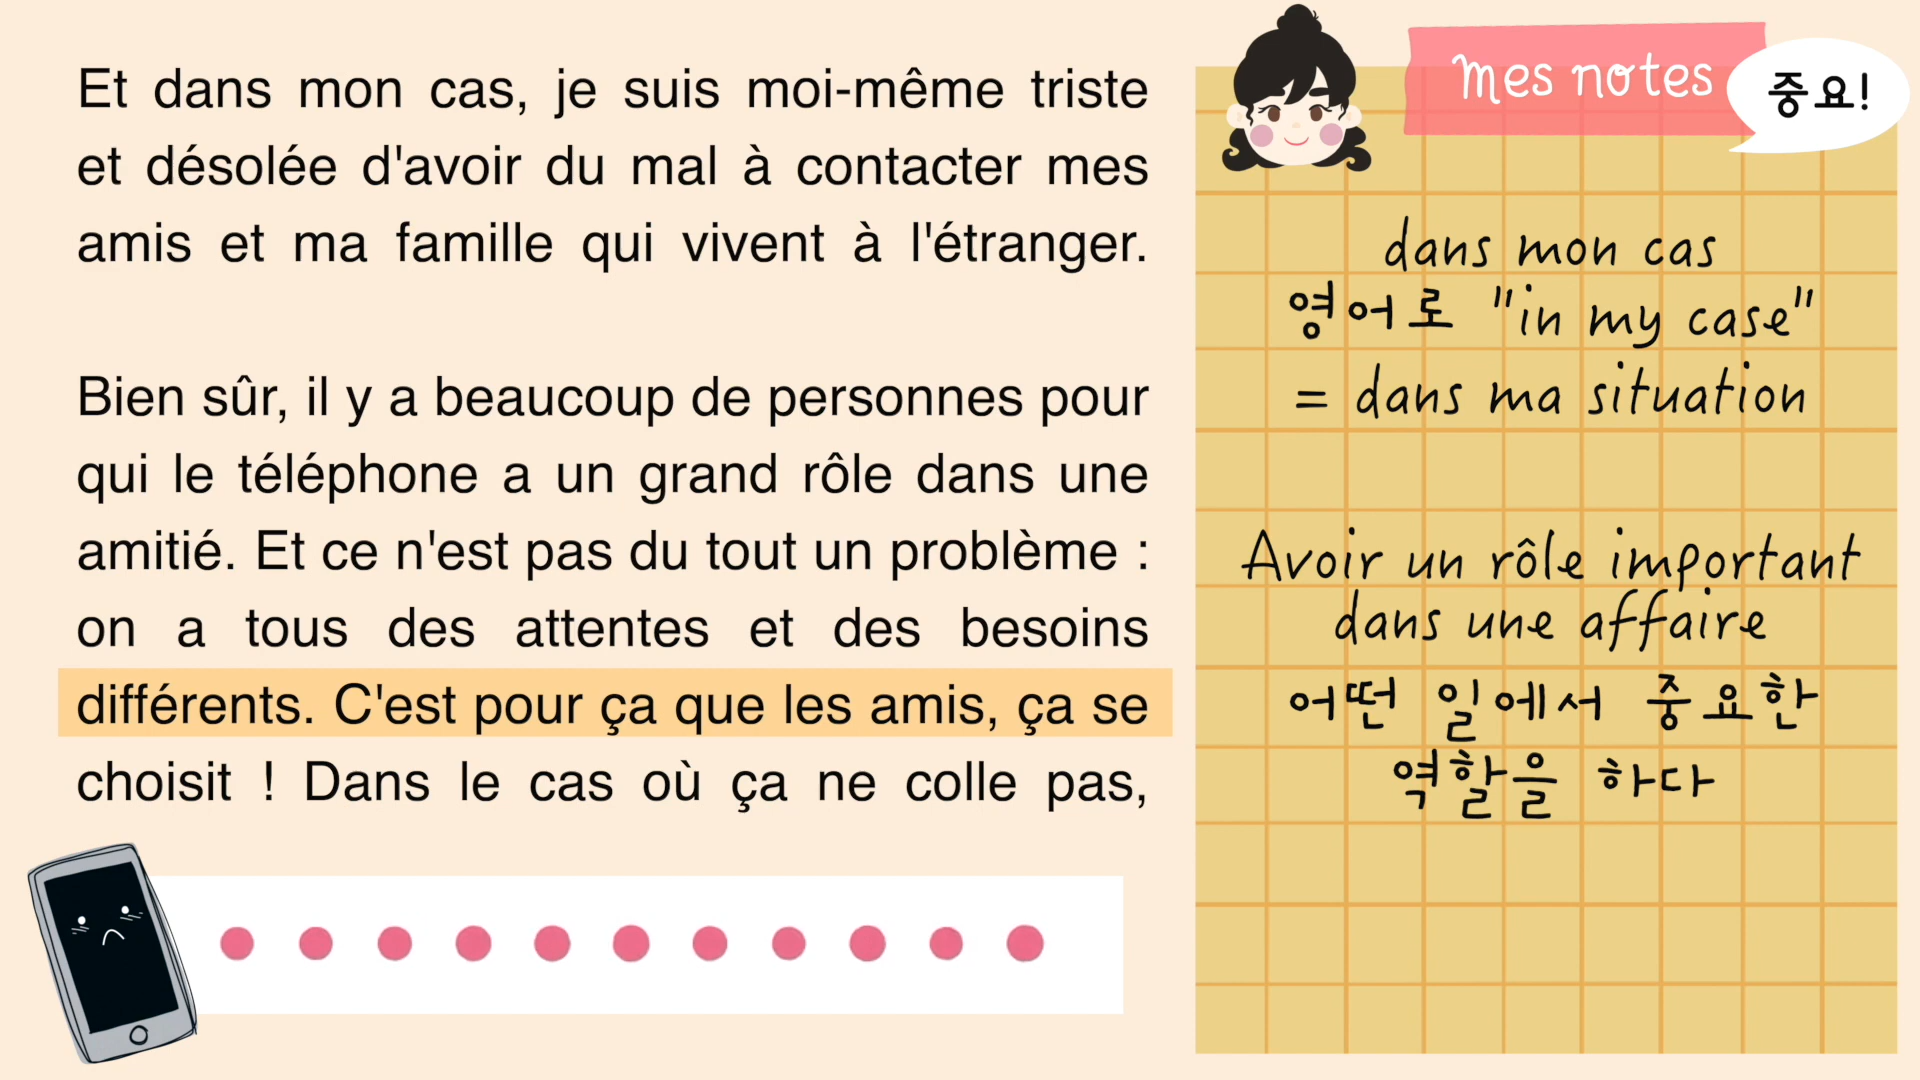 Et dans mon cas, je suis moi-même triste
et désolée d'avoir du mal à contacter mes
amis et ma famille qui vivent à l'étranger.
Bien sûr, il y a beaucoup de personnes pour
qui le téléphone a un grand rôle dans une
amitié. Et ce n'est pas du tout un problème :
on a tous des attentes et des besoins
différents. C'est pour ça que les amis, ça se
choisit ! Dans le cas où ça ne colle pas,
mes notes
중요!
dans mon cas
영어로 "in my case"
= dans ma situation
Avoir un rôle important
dans une affaire
어떤 일에서 중요한
역할을 하다